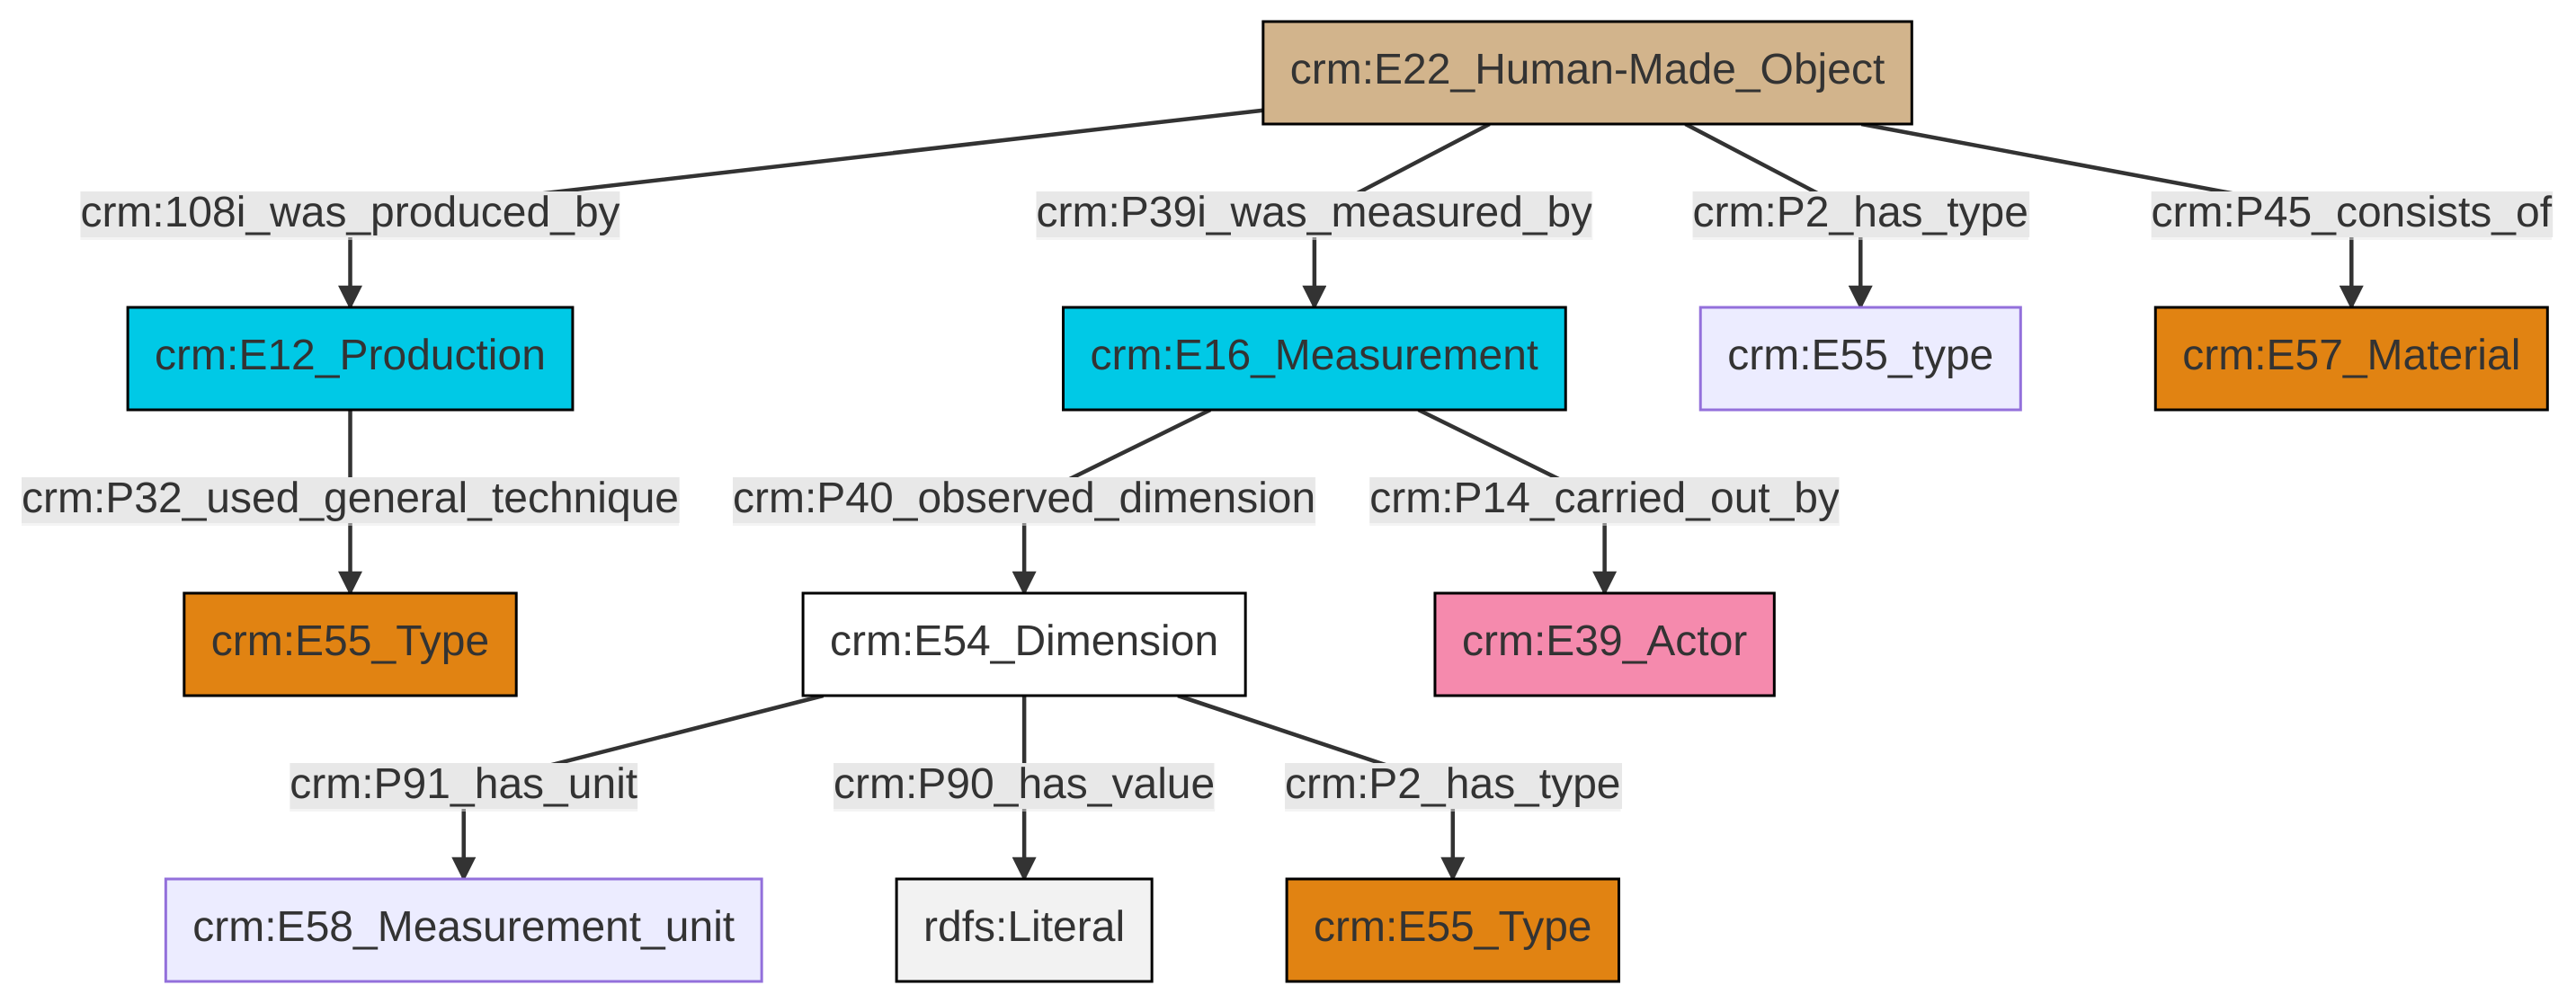 crm:E22_Human-Made_Object
crm:108i_was_produced_by
crm:P39i_was_measured_by
crm:P2_has_type
crm:P45_consists_of
crm:E12_Production
crm:E16_Measurement
crm:E55_type
crm:E57_Material
crm:P32_used_general_technique
crm:P40_observed_dimension
crm:P14_carried_out_by
crm:E55_Type
crm:E54_Dimension
crm:E39_Actor
crm:P91_has_unit
crm:P90_has_value
crm:P2_has_type
crm:E58_Measurement_unit
rdfs:Literal
crm:E55_Type